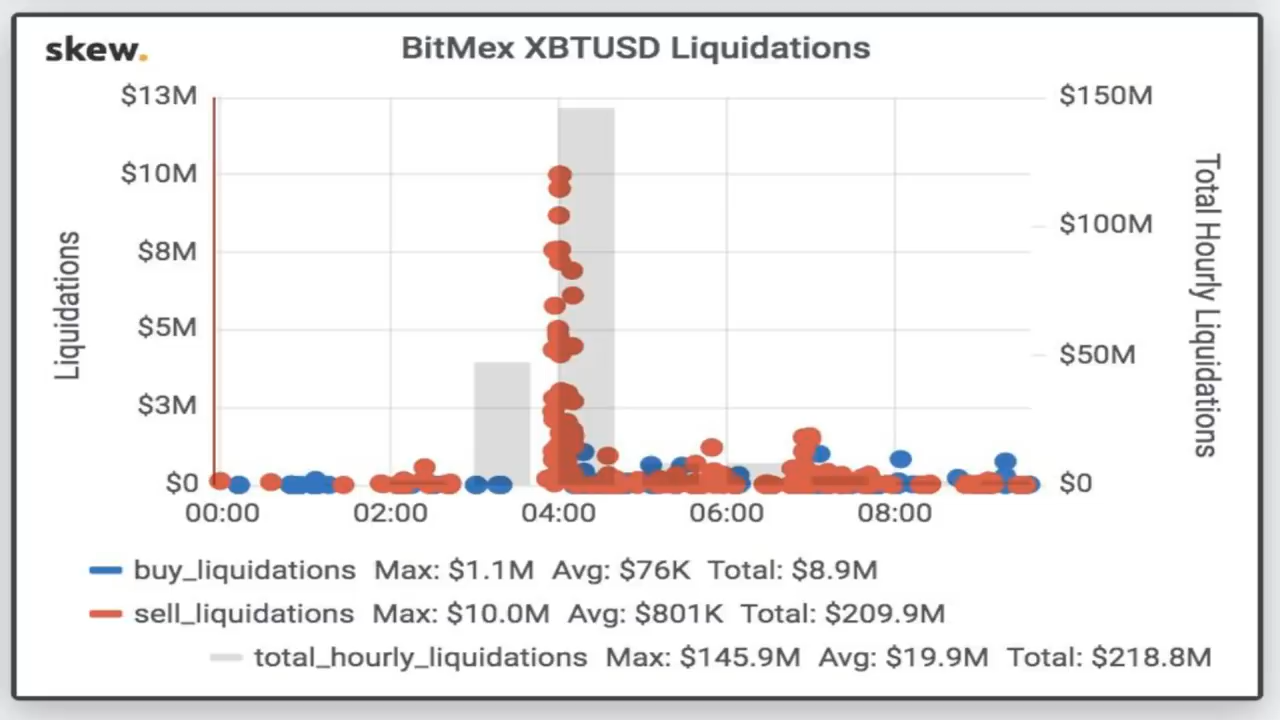 skew.
BitMex XBTUSD Liquidations
$13M
$10M
$8M
$5M
$3M
$0
Liquidations
$150M
$100M
$50M
$0
Total Hourly Liquidations
00:00 02:00 04:00 06:00 08:00
buy_liquidations Max: $1.1M Avg: $76K Total: $8.9M
sell_liquidations Max: $10.0M Avg: $801K Total: $209.9M
total_hourly_liquidations Max: $145.9M Avg: $19.9M Total: $218.8M